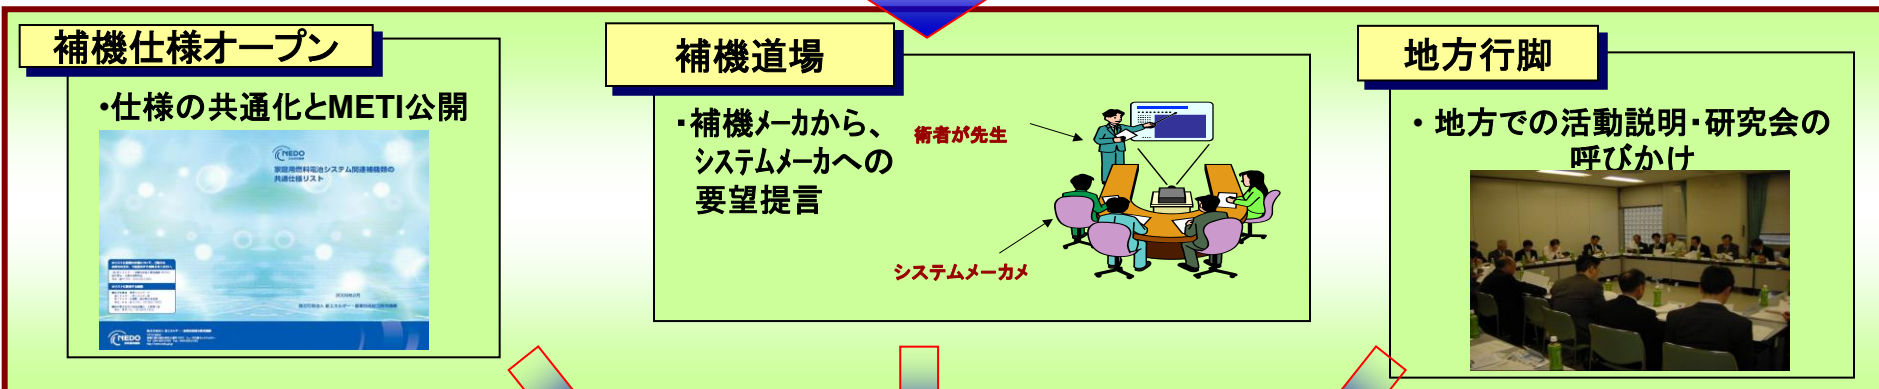 補機仕様オープン
・仕様の共通化とMETI公開
NEDO
家庭用燃料電池システム関連補機類の
共通仕様リスト
NEDO
補機道場
・補機メーカから、
システムメーカへの
要望提言
術者が先生
システムメーカメ
地方行脚
・地方での活動説明・研究会の
呼びかけ